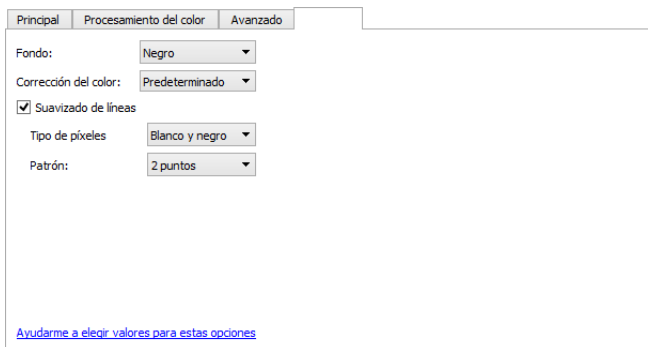 Principal Procesamiento del color Avanzado
Fondo: Negro
Corrección del color: Predeterminado
Suavizado de líneas
Tipo de píxeles Blanco y negro
Patrón: 2 puntos
Ayudarme a elegir valores para estas opciones